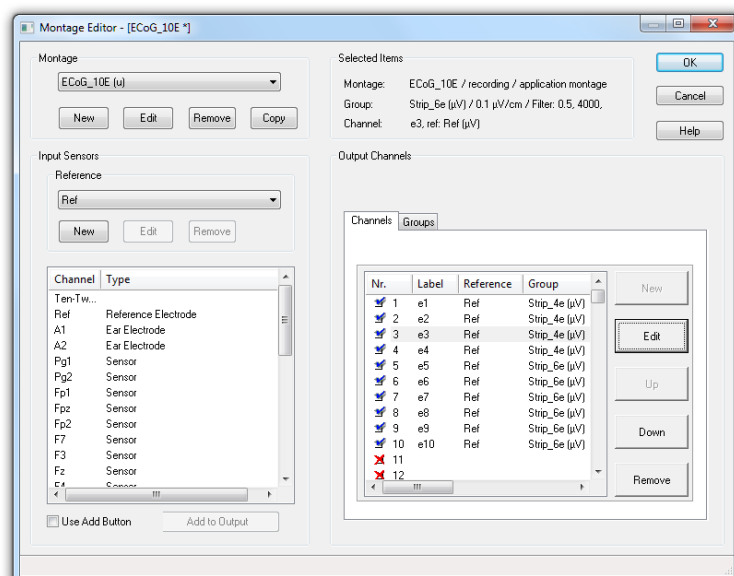 Montage Editor - [ECoG_10E *]
Montage
ECoG_10E (u)
New Edit Remove Copy
Selected Items
Montage: ECoG_10E / recording / application montage
Group: Strip_6e (µV) / 0.1 µV/cm / Filter: 0.5, 4000,
Channel: e3, ref: Ref (µV)
OK
Cancel
Help
Input Sensors
Reference
Ref
New Edit Remove
Channel Type
Ten-Tw...
Ref Reference Electrode
A1 Ear Electrode
A2 Ear Electrode
Pg1 Sensor
Pg2 Sensor
Fp1 Sensor
Fpz Sensor
Fp2 Sensor
F7 Sensor
F3 Sensor
Fz Sensor
F4 Sensor
Use Add Button Add to Output
Output Channels
Channels Groups
Nr. Label Reference Group
1 e1 Ref Strip_4e (µV)
2 e2 Ref Strip_4e (µV)
3 e3 Ref Strip_4e (µV)
4 e4 Ref Strip_4e (µV)
5 e5 Ref Strip_6e (µV)
6 e6 Ref Strip_6e (µV)
7 e7 Ref Strip_6e (µV)
8 e8 Ref Strip_6e (µV)
9 e9 Ref Strip_6e (µV)
10 e10 Ref Strip_6e (µV)
11
12
New
Edit
Up
Down
Remove